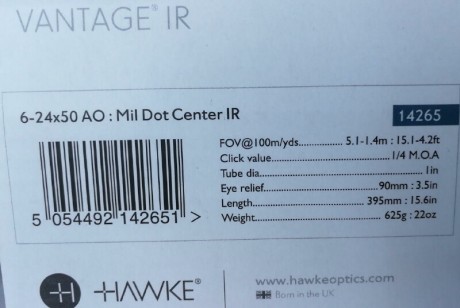 VANTAGE® IR
6-24x50 AO : Mil Dot Center IR
14265
FOV@100m/yds.................. 5.1-1.4m : 15.1-4.2ft
Click value............................................ 1/4 M.O.A
Tube dia......................................................... 1in
Eye relief........................................ 90mm : 3.5in
Length......................................... 395mm : 15.6in
Weight............................................. 625g : 22oz
5 054492 142651 >
HAWKE®
www.hawkeoptics.com
Born in the UK